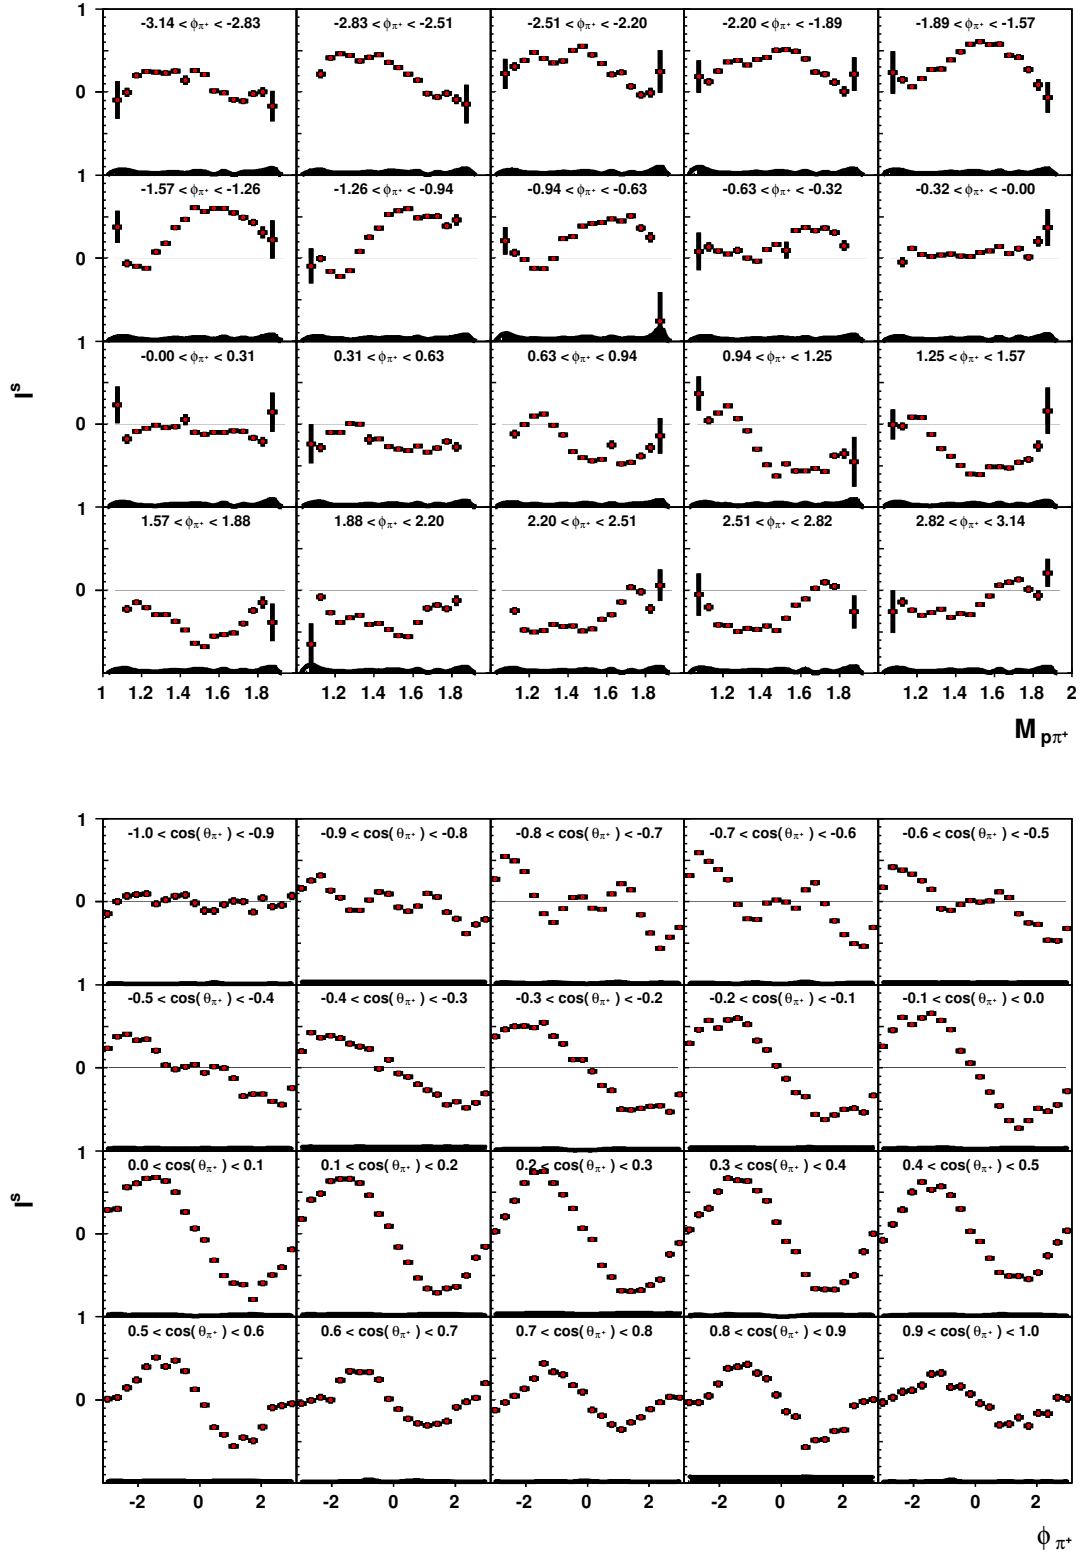 1
-3.14 < ϕπ+ < -2.83
-2.83 < ϕπ+ < -2.51
-2.51 < ϕπ+ < -2.20
-2.20 < ϕπ+ < -1.89
-1.89 < ϕπ+ < -1.57
0
1
-1.57 < ϕπ+ < -1.26
-1.26 < ϕπ+ < -0.94
-0.94 < ϕπ+ < -0.63
-0.63 < ϕπ+ < -0.32
-0.32 < ϕπ+ < -0.00
0
1
-0.00 < ϕπ+ < 0.31
0.31 < ϕπ+ < 0.63
0.63 < ϕπ+ < 0.94
0.94 < ϕπ+ < 1.25
1.25 < ϕπ+ < 1.57
Is
0
1
1.57 < ϕπ+ < 1.88
1.88 < ϕπ+ < 2.20
2.20 < ϕπ+ < 2.51
2.51 < ϕπ+ < 2.82
2.82 < ϕπ+ < 3.14
0
1 1.2 1.4 1.6 1.8 1.2 1.4 1.6 1.8 1.2 1.4 1.6 1.8 1.2 1.4 1.6 1.8 1.2 1.4 1.6 1.8 2
M pπ+
1
-1.0 < cos( θπ+ ) < -0.9
-0.9 < cos( θπ+ ) < -0.8
-0.8 < cos( θπ+ ) < -0.7
-0.7 < cos( θπ+ ) < -0.6
-0.6 < cos( θπ+ ) < -0.5
0
1
-0.5 < cos( θπ+ ) < -0.4
-0.4 < cos( θπ+ ) < -0.3
-0.3 < cos( θπ+ ) < -0.2
-0.2 < cos( θπ+ ) < -0.1
-0.1 < cos( θπ+ ) < 0.0
0
1
0.0 < cos( θπ+ ) < 0.1
0.1 < cos( θπ+ ) < 0.2
0.2 < cos( θπ+ ) < 0.3
0.3 < cos( θπ+ ) < 0.4
0.4 < cos( θπ+ ) < 0.5
Is
0
1
0.5 < cos( θπ+ ) < 0.6
0.6 < cos( θπ+ ) < 0.7
0.7 < cos( θπ+ ) < 0.8
0.8 < cos( θπ+ ) < 0.9
0.9 < cos( θπ+ ) < 1.0
0
-2 0 2 -2 0 2 -2 0 2 -2 0 2 -2 0 2
ϕ π+